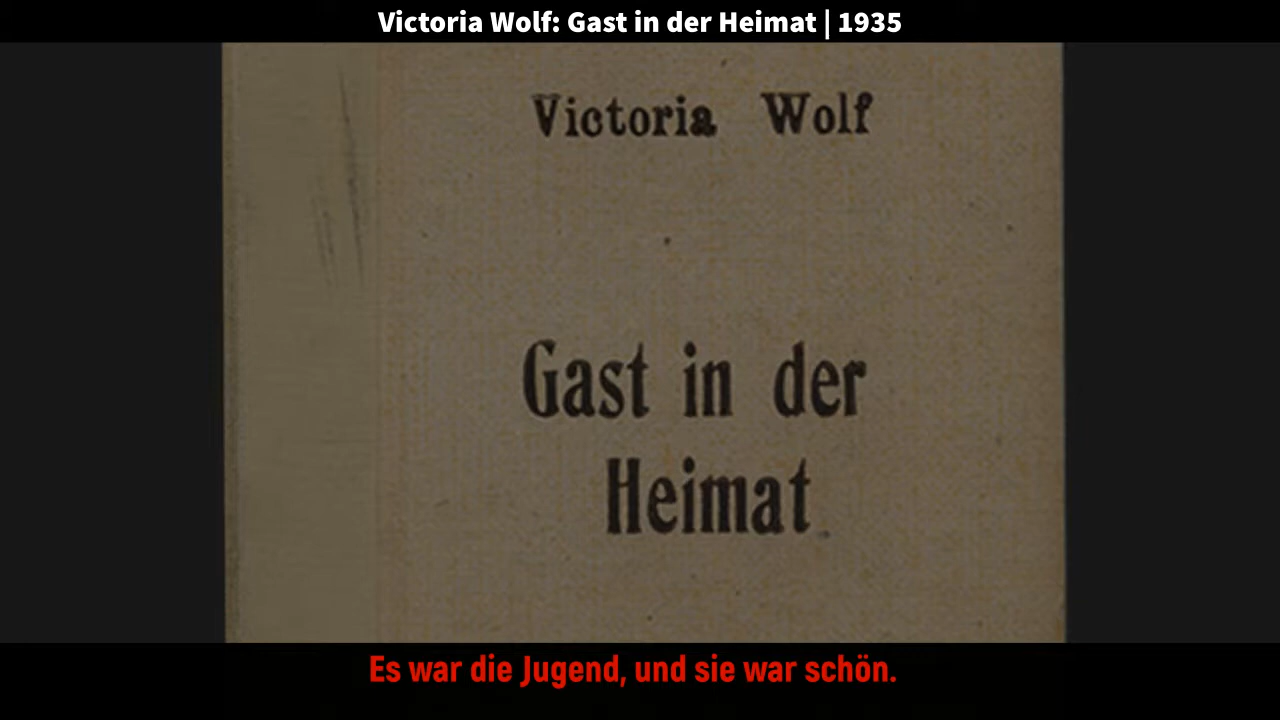 Victoria Wolf: Gast in der Heimat | 1935
Victoria Wolf
Gast in der
Heimat
Es war die Jugend, und sie war schön.